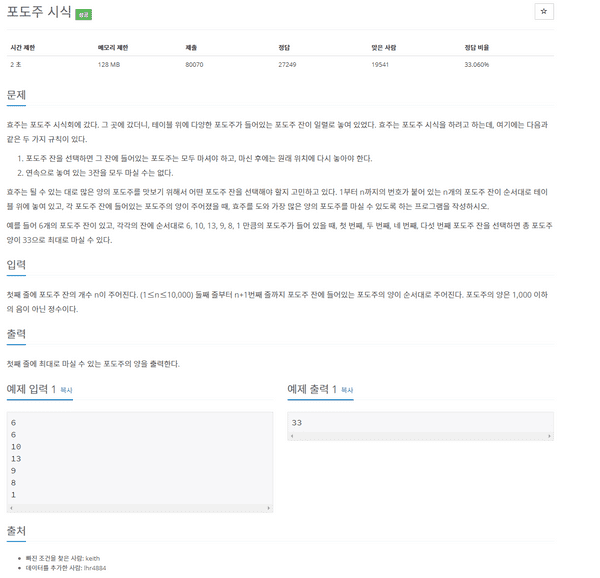 포도주 시식 성공
☆
시간 제한 메모리 제한 제출 정답 맞은 사람 정답 비율
2 초 128 MB 80070 27249 19541 33.060%
문제
효주는 포도주 시식회에 갔다. 그 곳에 갔더니, 테이블 위에 다양한 포도주가 들어있는 포도주 잔이 일렬로 놓여 있었다. 효주는 포도주 시식을 하려고 하는데, 여기에는 다음과
같은 두 가지 규칙이 있다.
1. 포도주 잔을 선택하면 그 잔에 들어있는 포도주는 모두 마셔야 하고, 마신 후에는 원래 위치에 다시 놓아야 한다.
2. 연속으로 놓여 있는 3잔을 모두 마실 수는 없다.
효주는 될 수 있는 대로 많은 양의 포도주를 맛보기 위해서 어떤 포도주 잔을 선택해야 할지 고민하고 있다. 1부터 n까지의 번호가 붙어 있는 n개의 포도주 잔이 순서대로 테이
블 위에 놓여 있고, 각 포도주 잔에 들어있는 포도주의 양이 주어졌을 때, 효주를 도와 가장 많은 양의 포도주를 마실 수 있도록 하는 프로그램을 작성하시오.
예를 들어 6개의 포도주 잔이 있고, 각각의 잔에 순서대로 6, 10, 13, 9, 8, 1 만큼의 포도주가 들어 있을 때, 첫 번째, 두 번째, 네 번째, 다섯 번째 포도주 잔을 선택하면 총 포도주
양이 33으로 최대로 마실 수 있다.
입력
첫째 줄에 포도주 잔의 개수 n이 주어진다. (1≤n≤10,000) 둘째 줄부터 n+1번째 줄까지 포도주 잔에 들어있는 포도주의 양이 순서대로 주어진다. 포도주의 양은 1,000 이하
의 음이 아닌 정수이다.
출력
첫째 줄에 최대로 마실 수 있는 포도주의 양을 출력한다.
예제 입력 1 복사
6
6
10
13
9
8
1
예제 출력 1 복사
33
출처
빠진 조건을 찾은 사람: keith
데이터를 추가한 사람: lhr4884